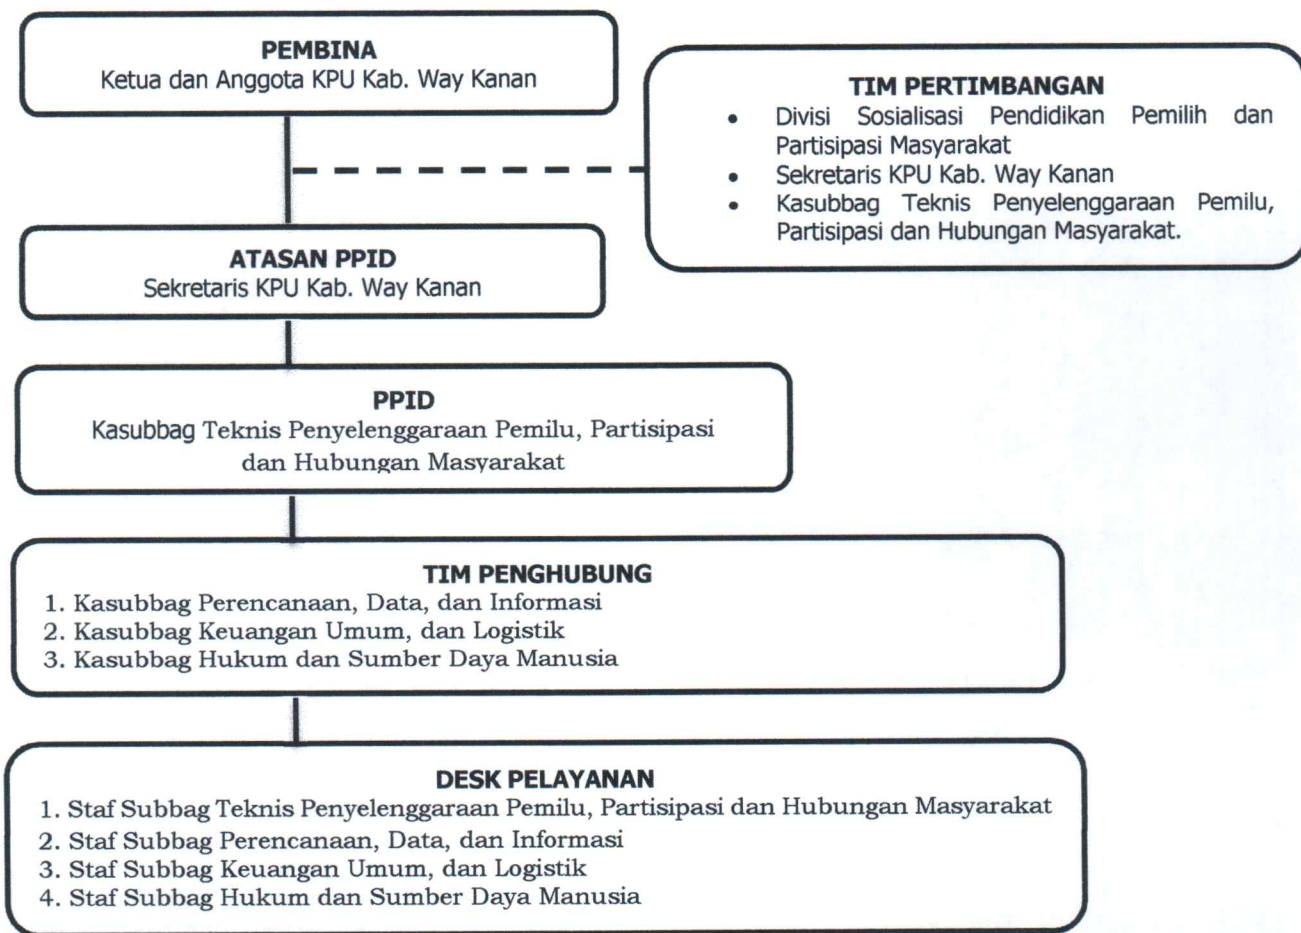 PEMBINA
Ketua dan Anggota KPU Kab. Way Kanan
TIM PERTIMBANGAN
• Divisi Sosialisasi Pendidikan Pemilih dan
Partisipasi Masyarakat
• Sekretaris KPU Kab. Way Kanan
• Kasubbag Teknis Penyelenggaraan Pemilu,
Partisipasi dan Hubungan Masyarakat.
ATASAN PPID
Sekretaris KPU Kab. Way Kanan
PPID
Kasubbag Teknis Penyelenggaraan Pemilu, Partisipasi
dan Hubungan Masyarakat
TIM PENGHUBUNG
1. Kasubbag Perencanaan, Data, dan Informasi
2. Kasubbag Keuangan Umum, dan Logistik
3. Kasubbag Hukum dan Sumber Daya Manusia
DESK PELAYANAN
1. Staf Subbag Teknis Penyelenggaraan Pemilu, Partisipasi dan Hubungan Masyarakat
2. Staf Subbag Perencanaan, Data, dan Informasi
3. Staf Subbag Keuangan Umum, dan Logistik
4. Staf Subbag Hukum dan Sumber Daya Manusia